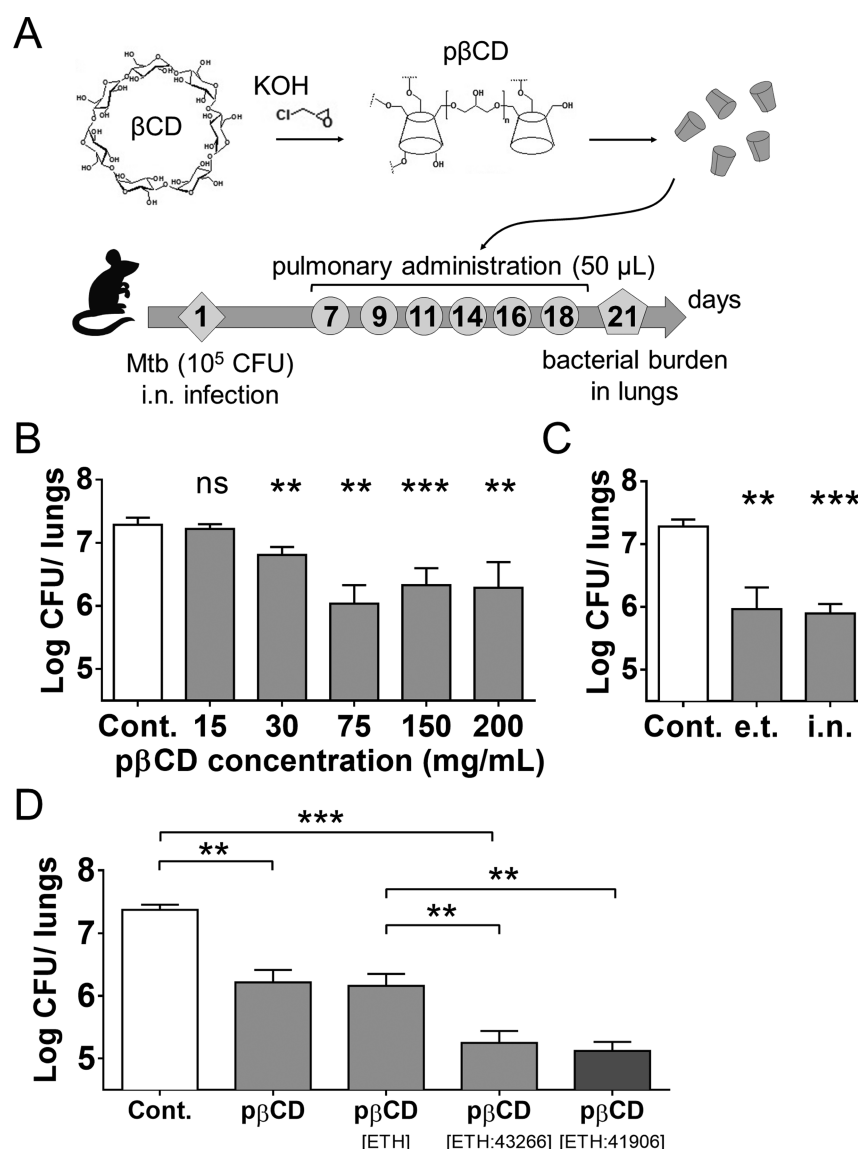 A
βCD
KOH
Cl
O
pβCD
OH
n
pulmonary administration (50 µL)
1 7 9 11 14 16 18 21
days
Mtb (10⁵ CFU)
i.n. infection
bacterial burden
in lungs
B
Log CFU/ lungs
8
7
6
5
ns ** ** *** **
Cont. 15 30 75 150 200
pβCD concentration (mg/mL)
C
Log CFU/ lungs
8
7
6
5
** ***
Cont. e.t. i.n.
D
Log CFU/ lungs
8
7
6
5
***
**
**
**
Cont. pβCD pβCD pβCD pβCD
[ETH] [ETH:43266] [ETH:41906]